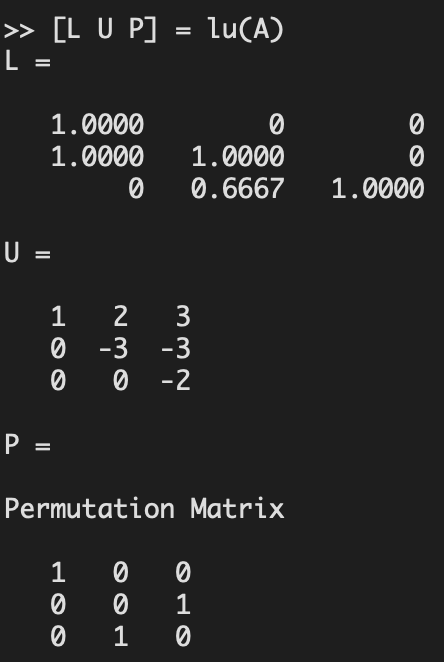 >> [L U P] = lu(A)
L =
1.0000 0 0
1.0000 1.0000 0
0 0.6667 1.0000
U =
1 2 3
0 -3 -3
0 0 -2
P =
Permutation Matrix
1 0 0
0 0 1
0 1 0